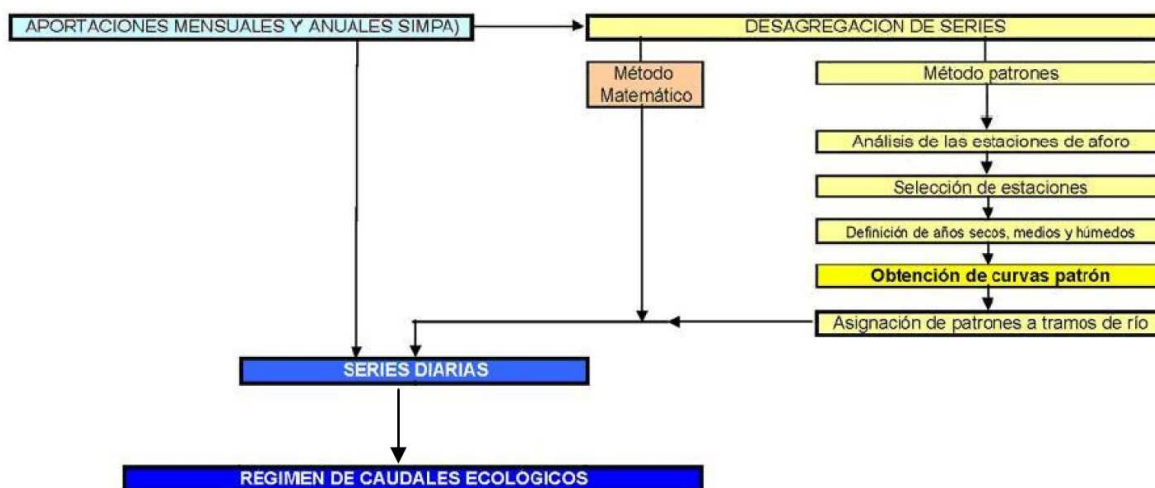 APORTACIONES MENSUALES Y ANUALES SIMPA)
DESAGREGACION DE SERIES
Método
Matemático
Método patrones
Análisis de las estaciones de aforo
Selección de estaciones
Definición de años secos, medios y húmedos
Obtención de curvas patrón
Asignación de patrones a tramos de río
SERIES DIARIAS
REGIMEN DE CAUDALES ECOLÓGICOS